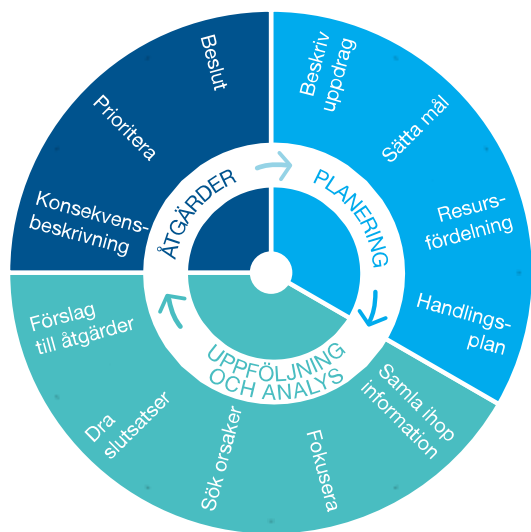 PLANERING
Beskriv
uppdrag
Sätta mål
Resurs-
fördelning
Handlings-
plan
UPPFÖLJNING
OCH ANALYS
Samla ihop
information
Fokusera
Sök orsaker
Dra
slutsatser
Förslag
till åtgärder
ÅTGÄRDER
Konsekvens-
beskrivning
Prioritera
Beslut